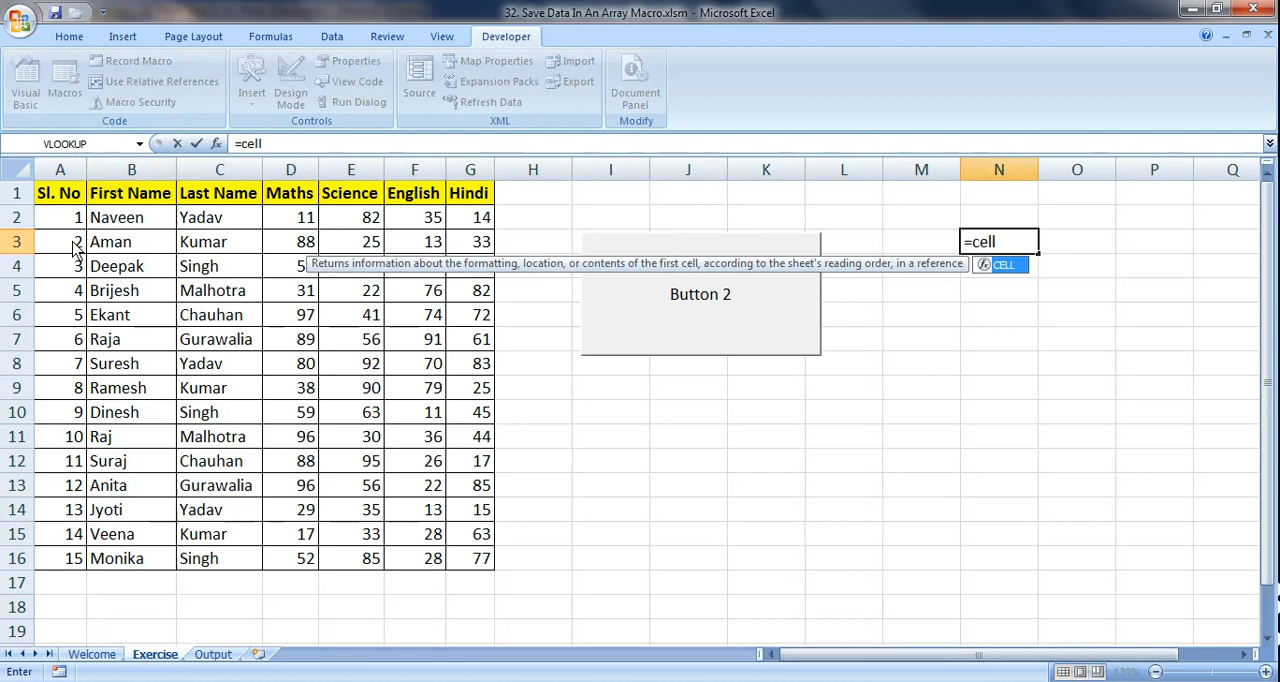 32. Save Data In An Array Macro.xlsm - Microsoft Excel
Home Insert Page Layout Formulas Data Review View Developer
Visual Basic
Macros
Record Macro
Use Relative References
Macro Security
Code
Insert
Design Mode
Properties
View Code
Run Dialog
Controls
Source
Map Properties
Expansion Packs
Refresh Data
Import
Export
XML
Document Panel
Modify
VLOOKUP fx =cell
A B C D E F G H I J K L M N O P Q
1 Sl. No First Name Last Name Maths Science English Hindi
2 1 Naveen Yadav 11 82 35 14
3 2 Aman Kumar 88 25 13 33 =cell
4 3 Deepak Singh 5 Returns information about the formatting, location, or contents of the first cell, according to the sheet's reading order, in a reference fx CELL
5 4 Brijesh Malhotra 31 22 76 82 Button 2
6 5 Ekant Chauhan 97 41 74 72
7 6 Raja Gurawalia 89 56 91 61
8 7 Suresh Yadav 80 92 70 83
9 8 Ramesh Kumar 38 90 79 25
10 9 Dinesh Singh 59 63 11 45
11 10 Raj Malhotra 96 30 36 44
12 11 Suraj Chauhan 88 95 26 17
13 12 Anita Gurawalia 96 56 22 85
14 13 Jyoti Yadav 29 35 13 15
15 14 Veena Kumar 17 33 28 63
16 15 Monika Singh 52 85 28 77
17
18
19
Welcome Exercise Output
Enter